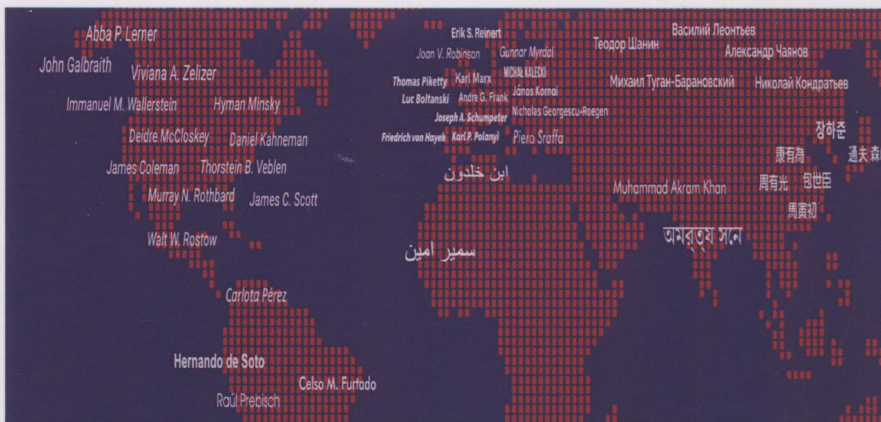 Abba P. Lerner
John Galbraith
Viviana A. Zelizer
Immanuel M. Wallerstein
Hyman Minsky
Deidre McCloskey
Daniel Kahneman
James Coleman
Thorstein B. Veblen
Murray N. Rothbard
James C. Scott
Walt W. Rostow
Carlota Pérez
Hernando de Soto
Celso M. Furtado
Raúl Prebisch
Erik S. Reinert
Joan V. Robinson
Gunnar Myrdal
Thomas Piketty
Karl Marx
MICHAŁ KALECKI
Luc Boltanski
Andre G. Frank
János Kornai
Joseph A. Schumpeter
Nicholas Georgescu-Roegen
Friedrich von Hayek
Karl P. Polanyi
Piero Sraffa
ابن خلدون
سمير امين
Василий Леонтьев
Теодор Шанин
Александр Чаянов
Михаил Туган-Барановский
Николай Кондратьев
장하준
康有為
通夫 森
周有光
包世臣
馬寅初
Muhammad Akram Khan
অমর্ত্য সেন